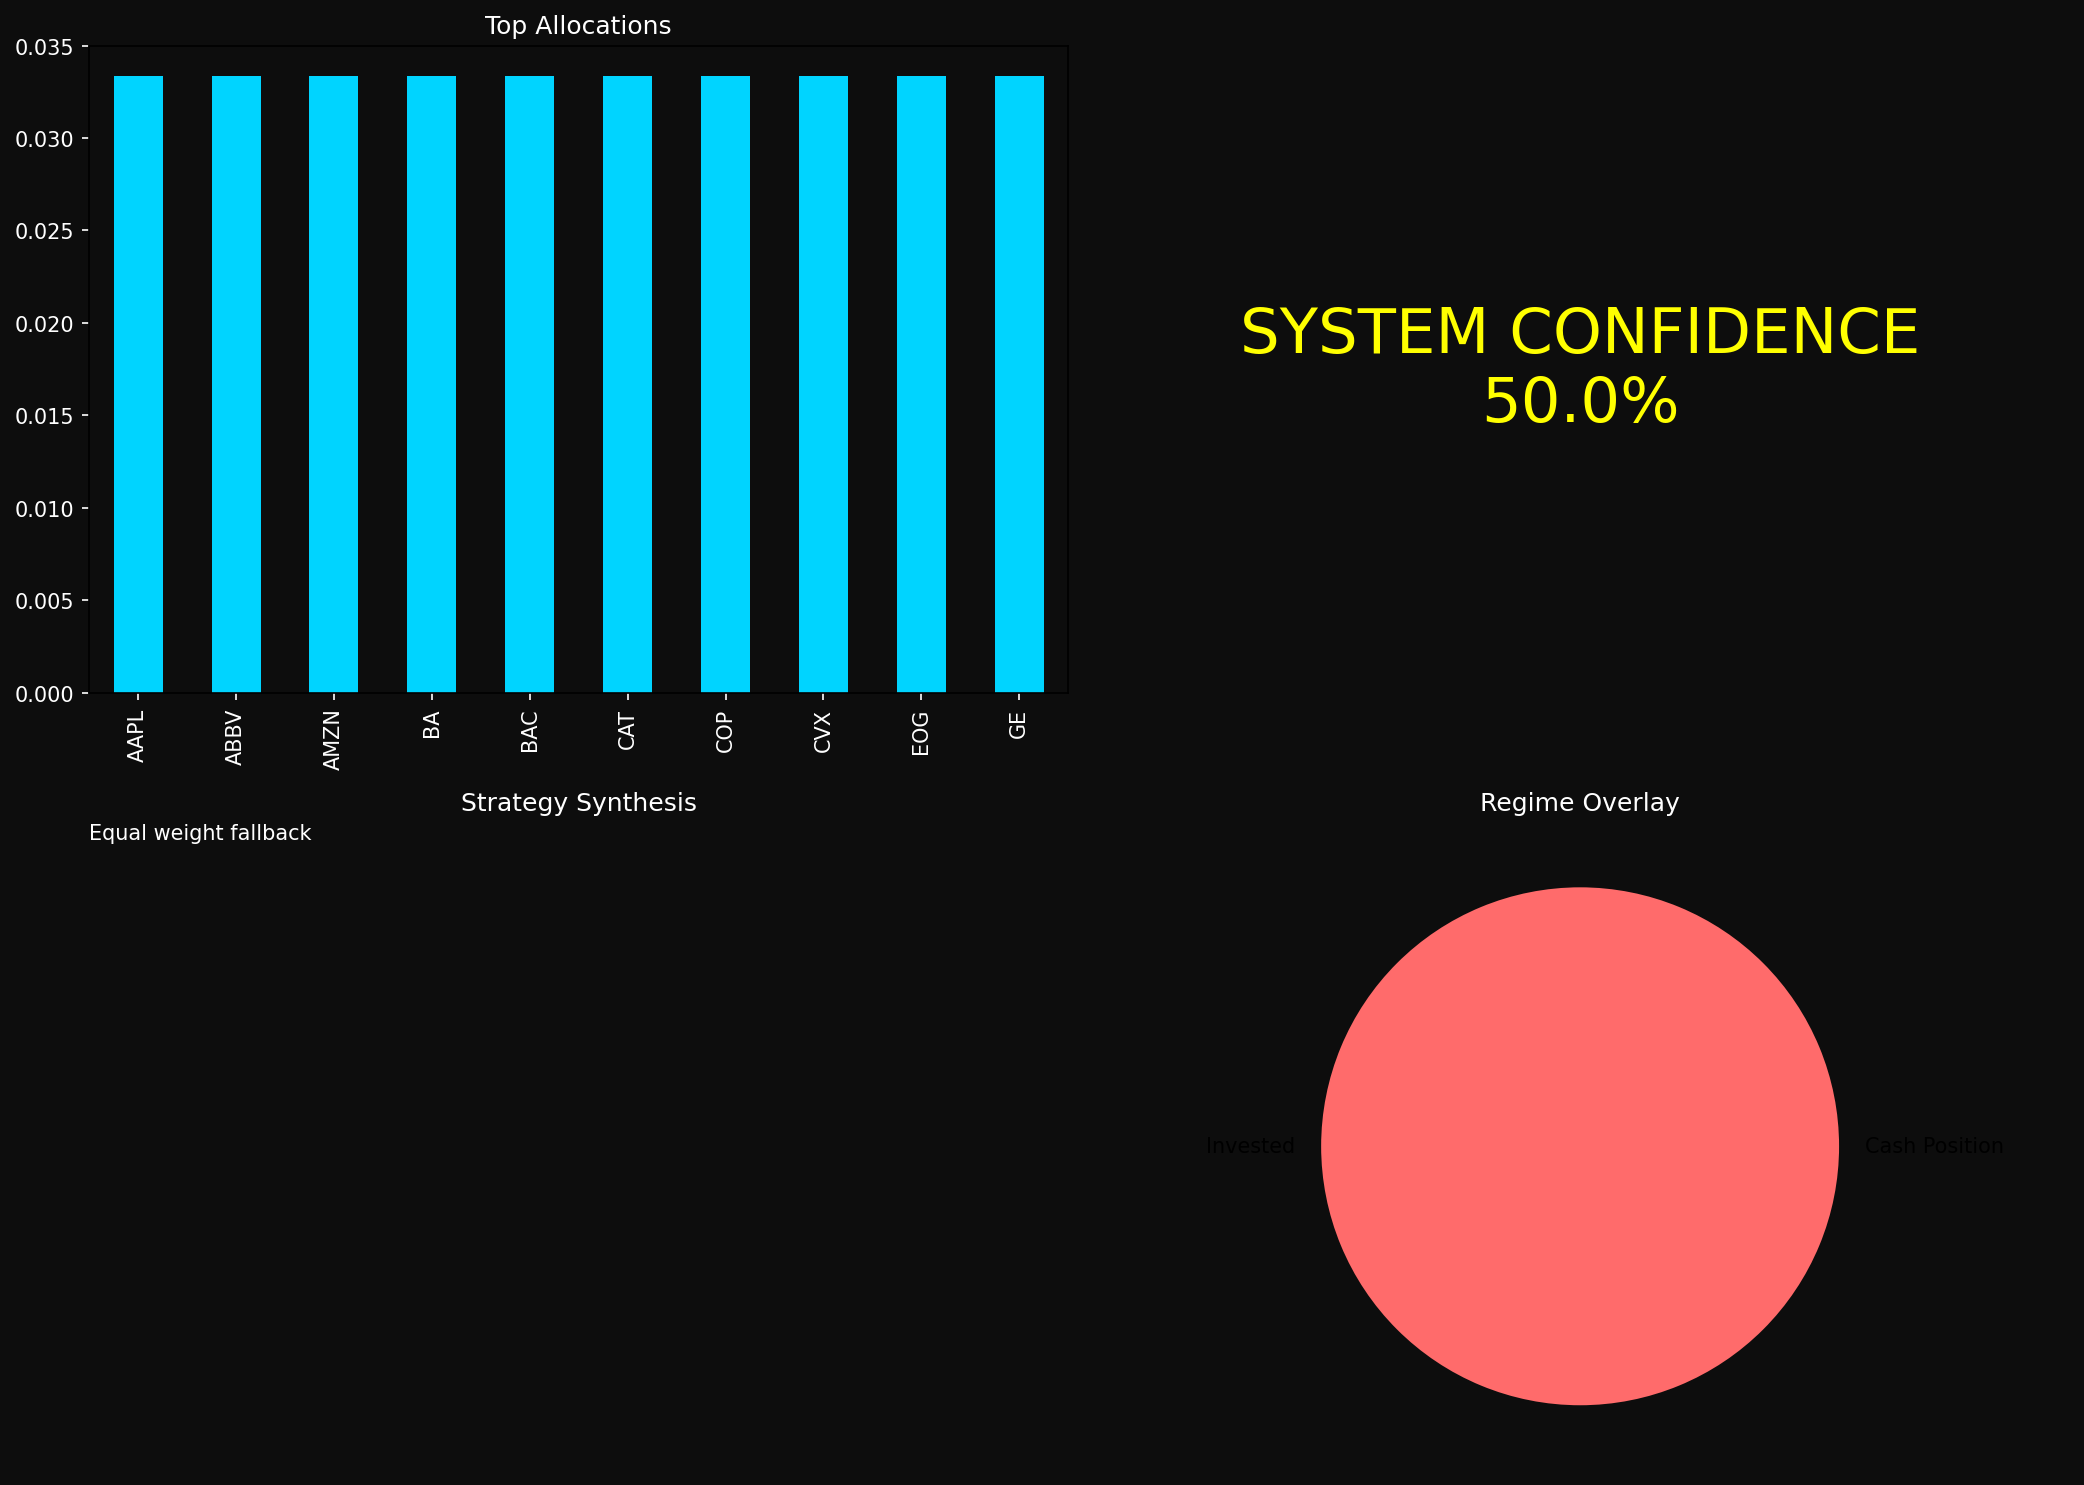 Top Allocations
0.035
0.030
0.025
0.020
0.015
0.010
0.005
0.000
AAPL
ABBV
AMZN
BA
BAC
CAT
COP
CVX
EOG
GE
SYSTEM CONFIDENCE
50.0%
Strategy Synthesis
Equal weight fallback
Regime Overlay
Invested
Cash Position